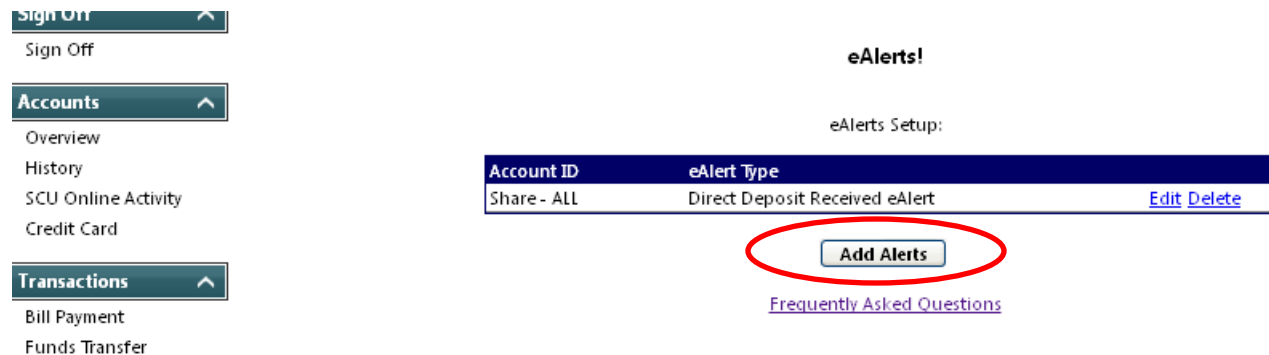 Sign Off
Sign Off
Accounts
Overview
History
SCU Online Activity
Credit Card
Transactions
Bill Payment
Funds Transfer
eAlerts!
eAlerts Setup:
Account ID eAlert Type
Share - ALL Direct Deposit Received eAlert Edit Delete
Add Alerts
Frequently Asked Questions